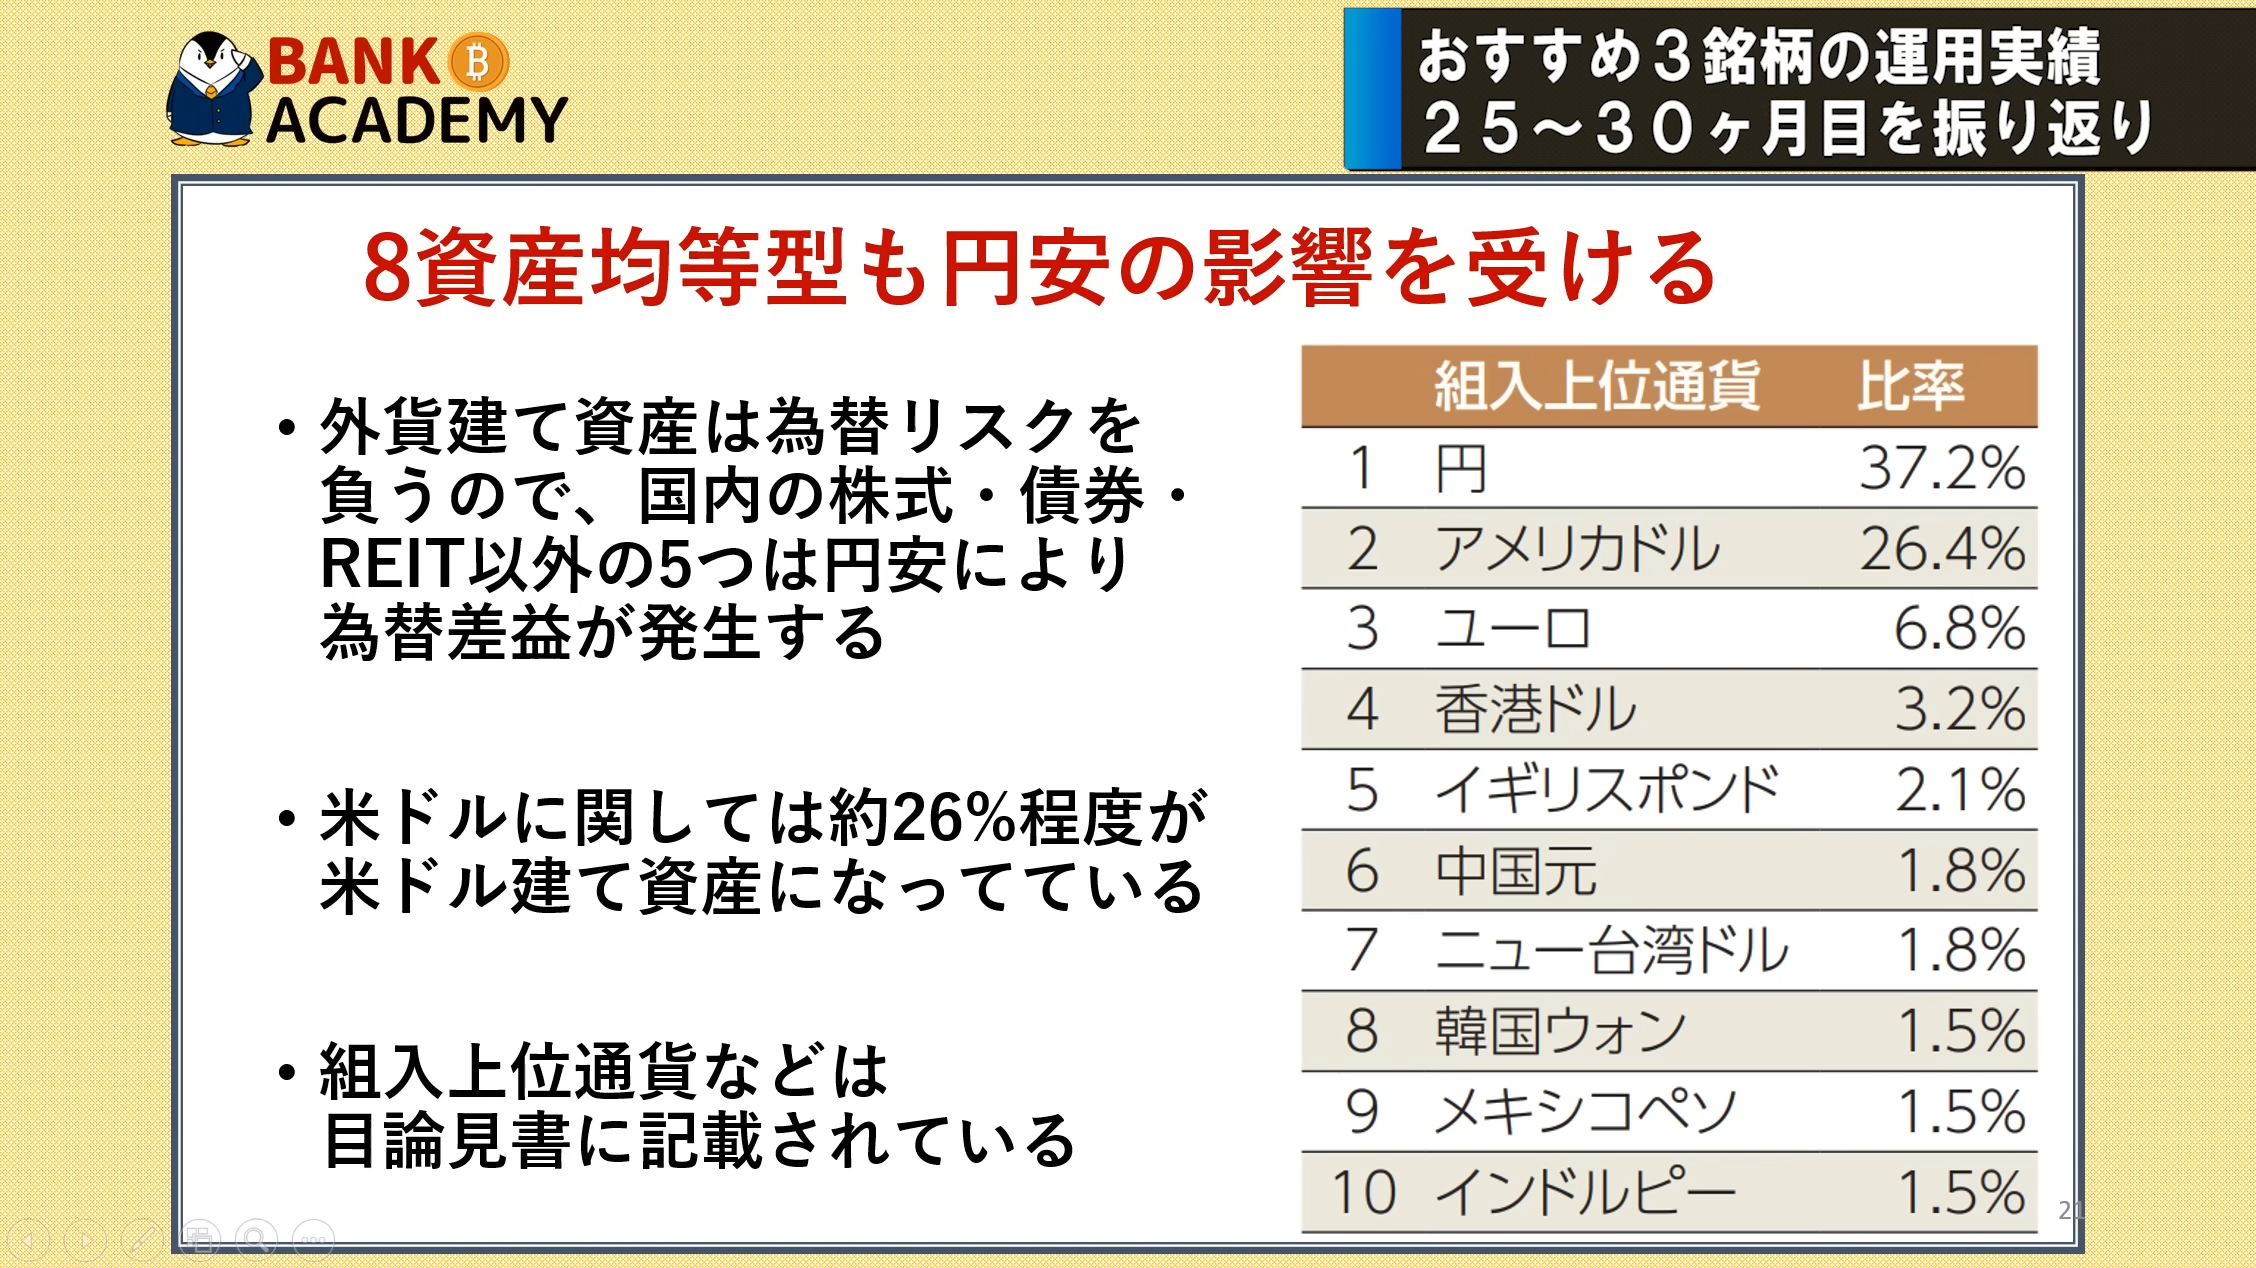 BANK
ACADEMY
おすすめ３銘柄の運用実績
２５～３０ヶ月目を振り返り
8資産均等型も円安の影響を受ける
• 外貨建て資産は為替リスクを
負うので、国内の株式・債券・
REIT以外の5つは円安により
為替差益が発生する
• 米ドルに関しては約26%程度が
米ドル建て資産になってている
• 組入上位通貨などは
目論見書に記載されている
組入上位通貨 比率
1 円 37.2%
2 アメリカドル 26.4%
3 ユーロ 6.8%
4 香港ドル 3.2%
5 イギリスポンド 2.1%
6 中国元 1.8%
7 ニュー台湾ドル 1.8%
8 韓国ウォン 1.5%
9 メキシコペソ 1.5%
10 インドルピー 1.5%
21